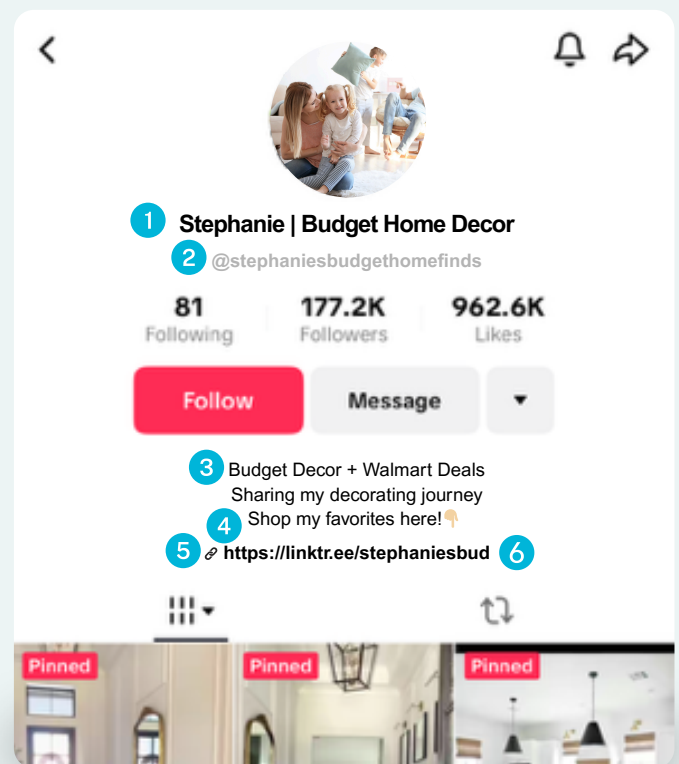 1 Stephanie | Budget Home Decor
2 @stephaniesbudgethomefinds
81 177.2K 962.6K
Following Followers Likes
Follow Message
3 Budget Decor + Walmart Deals
Sharing my decorating journey
4 Shop my favorites here!👇🏼
5 https://linktr.ee/stephaniesbud 6
Pinned Pinned Pinned